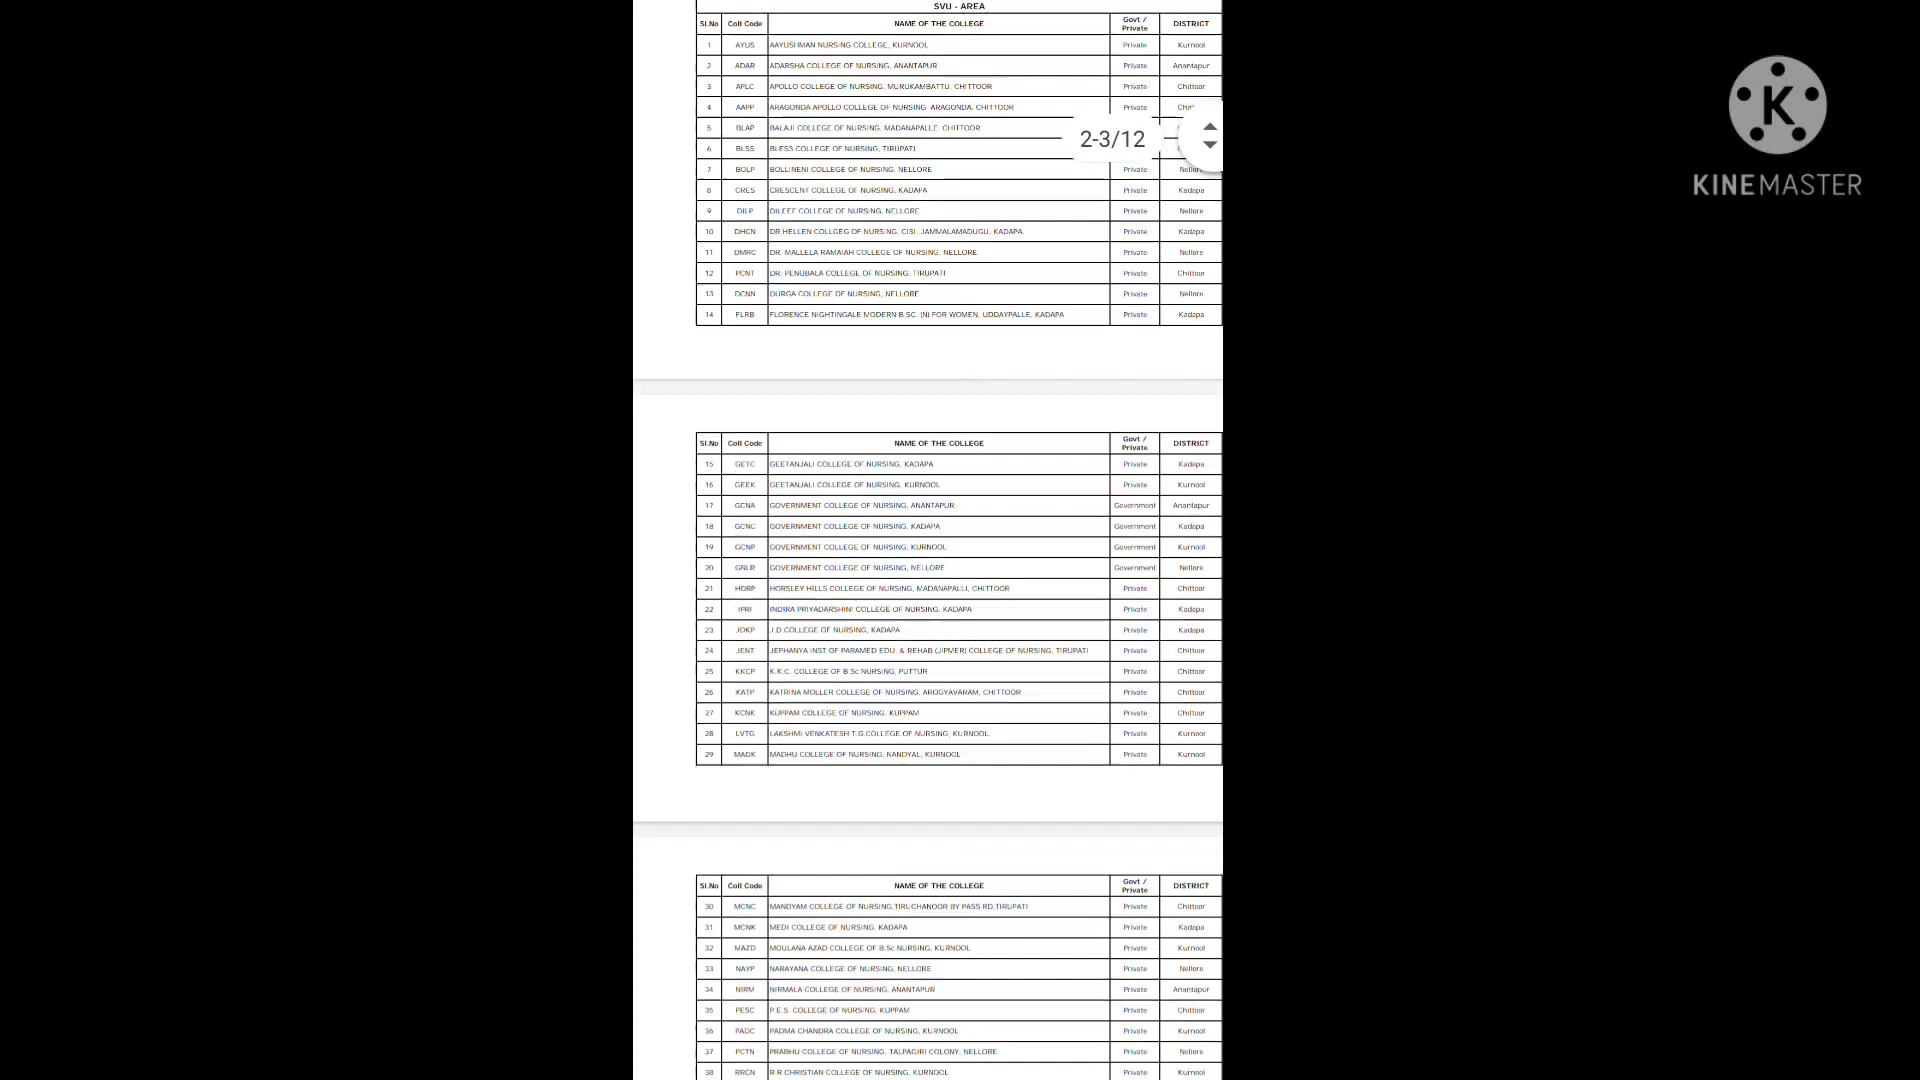 SVU - AREA
Sl.No Coll Code NAME OF THE COLLEGE Govt / Private DISTRICT
1 AYUS AAYUSHMAN NURSING COLLEGE, KURNOOL Private Kurnool
2 ADAR ADARSHA COLLEGE OF NURSING, ANANTAPUR Private Anantapur
3 APLC APOLLO COLLEGE OF NURSING, MURUKAMBATTU, CHITTOOR Private Chittoor
4 AAPP ARAGONDA APOLLO COLLEGE OF NURSING ARAGONDA, CHITTOOR Private
5 BLAP BALAJI COLLEGE OF NURSING, MADANAPALLE, CHITTOOR
2-3/12
6 BLSS BLESS COLLEGE OF NURSING, TIRUPATI
7 BOLP BOLLINENI COLLEGE OF NURSING, NELLORE Private Nellore
8 CRES CRESCENT COLLEGE OF NURSING, KADAPA Private Kadapa
9 DILP DILEEF COLLEGE OF NURSING, NELLORE Private Nellore
10 DHCN DR.HELLEN COLLGEG OF NURSING, CISI, JAMMALAMADUGU, KADAPA. Private Kadapa
11 DMRC DR. MALLELA RAMAIAH COLLEGE OF NURSING, NELLORE Private Nellore
12 PCNT DR. PENUBALA COLLEGE OF NURSING, TIRUPATI Private Chittoor
13 DCNN DURGA COLLEGE OF NURSING, NELLORE Private Nellore
14 FLRB FLORENCE NIGHTINGALE MODERN B.SC. (N) FOR WOMEN, UDDAYPALLE, KADAPA Private Kadapa
Sl.No Coll Code NAME OF THE COLLEGE Govt / Private DISTRICT
15 GETC GEETANJALI COLLEGE OF NURSING, KADAPA Private Kadapa
16 GEEK GEETANJALI COLLEGE OF NURSING, KURNOOL Private Kurnool
17 GCNA GOVERNMENT COLLEGE OF NURSING, ANANTAPUR Government Anantapur
18 GCNC GOVERNMENT COLLEGE OF NURSING, KADAPA Government Kadapa
19 GCNP GOVERNMENT COLLEGE OF NURSING, KURNOOL Government Kurnool
20 GNLR GOVERNMENT COLLEGE OF NURSING, NELLORE Government Nellore
21 HORP HORSLEY HILLS COLLEGE OF NURSING, MADANAPALLI, CHITTOOR Private Chittoor
22 IPRI INDIRA PRIYADARSHINI COLLEGE OF NURSING, KADAPA Private Kadapa
23 JDKP J.D.COLLEGE OF NURSING, KADAPA Private Kadapa
24 JENT JEPHANYA INST OF PARAMED EDU. & REHAB (JIPMER) COLLEGE OF NURSING, TIRUPATI Private Chittoor
25 KKCP K.K.C. COLLEGE OF B.Sc NURSING, PUTTUR Private Chittoor
26 KATP KATRINA MOLLER COLLEGE OF NURSING, AROGYAVARAM, CHITTOOR Private Chittoor
27 KCNK KUPPAM COLLEGE OF NURSING, KUPPAM Private Chittoor
28 LVTG LAKSHMI VENKATESH T.G.COLLEGE OF NURSING, KURNOOL Private Kurnool
29 MADK MADHU COLLEGE OF NURSING, NANDYAL, KURNOOL Private Kurnool
Sl.No Coll Code NAME OF THE COLLEGE Govt / Private DISTRICT
30 MCNC MANDYAM COLLEGE OF NURSING,TIRUCHANOOR BY PASS RD,TIRUPATI Private Chittoor
31 MCNK MEDI COLLEGE OF NURSING, KADAPA Private Kadapa
32 MAZD MOULANA AZAD COLLEGE OF B.Sc NURSING, KURNOOL Private Kurnool
33 NAYP NARAYANA COLLEGE OF NURSING, NELLORE Private Nellore
34 NIRM NIRMALA COLLEGE OF NURSING, ANANTAPUR Private Anantapur
35 PESC P.E.S. COLLEGE OF NURSING, KUPPAM Private Chittoor
36 PADC PADMA CHANDRA COLLEGE OF NURSING, KURNOOL Private Kurnool
37 PCTN PRABHU COLLEGE OF NURSING, TALPAGIRI COLONY, NELLORE Private Nellore
38 RRCN R R CHRISTIAN COLLEGE OF NURSING, KURNOOL Private Kurnool
K
KINEMASTER